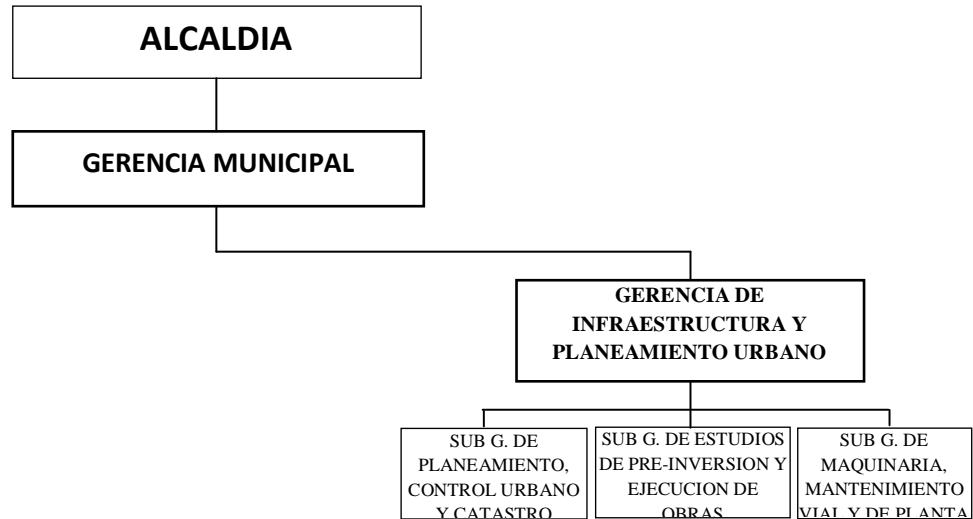 ALCALDIA
GERENCIA MUNICIPAL
GERENCIA DE
INFRAESTRUCTURA Y
PLANEAMIENTO URBANO
SUB G. DE
PLANEAMIENTO,
CONTROL URBANO
Y CATASTRO
SUB G. DE ESTUDIOS
DE PRE-INVERSION Y
EJECUCION DE
OBRAS
SUB G. DE
MAQUINARIA,
MANTENIMIENTO
VIAL Y DE PLANTA